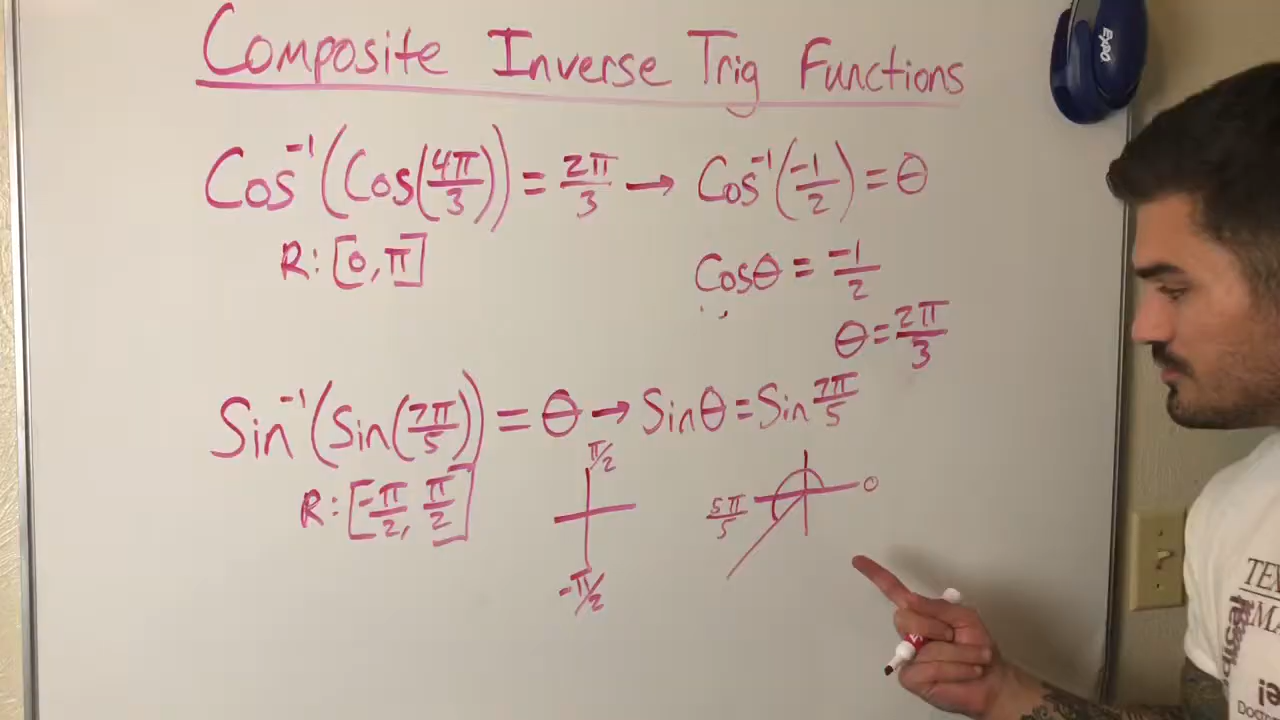 Composite Inverse Trig Functions
Cos⁻¹(Cos(4π/3)) = 2π/3 → Cos⁻¹(-1/2) = θ
R: [0, π]
Cosθ = -1/2
θ = 2π/3
Sin⁻¹(Sin(7π/5)) = θ → Sinθ = Sin 7π/5
R: [-π/2, π/2]
π/2
-π/2
5π/5
0
EXPO